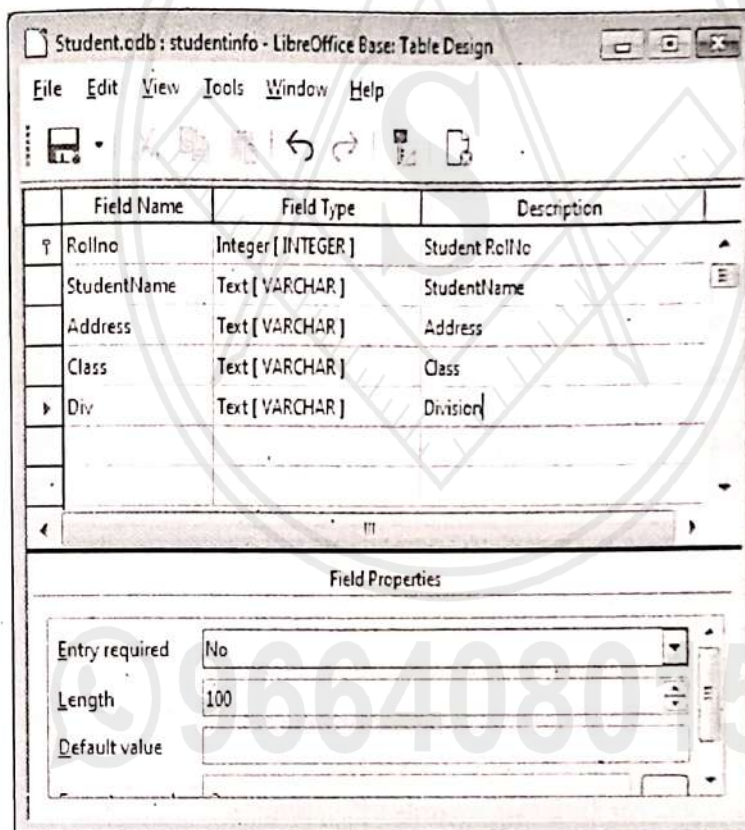 Student.odb : studentinfo - LibreOffice Base: Table Design
File Edit View Tools Window Help
S
Field Name Field Type Description
Rollno Integer [ INTEGER ] Student RollNo
StudentName Text [ VARCHAR ] StudentName
Address Text [ VARCHAR ] Address
Class Text [ VARCHAR ] Class
Div Text [ VARCHAR ] Division
Field Properties
Entry required No
Length 100
Default value
966408015